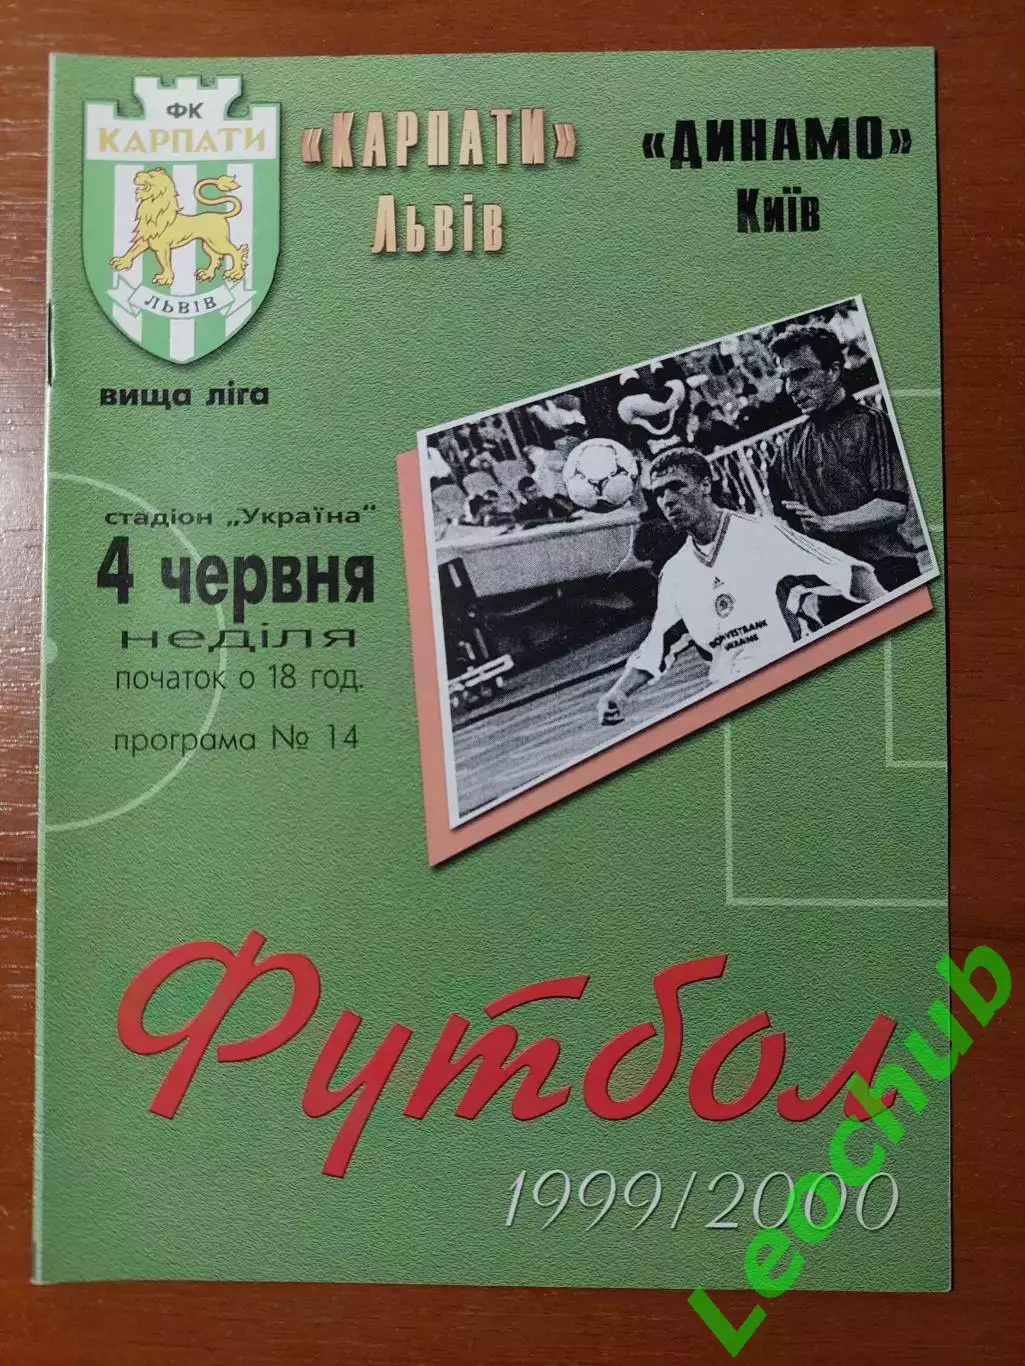 ФК
КАРПАТИ
ЛЬВІВ
«КАРПАТИ»
Львів
«ДИНАМО»
Київ
вища ліга
стадіон „Україна“
4 червня
неділя
початок о 18 год.
програма № 14
UKRAINE
Футбол
1999/2000
Leochub